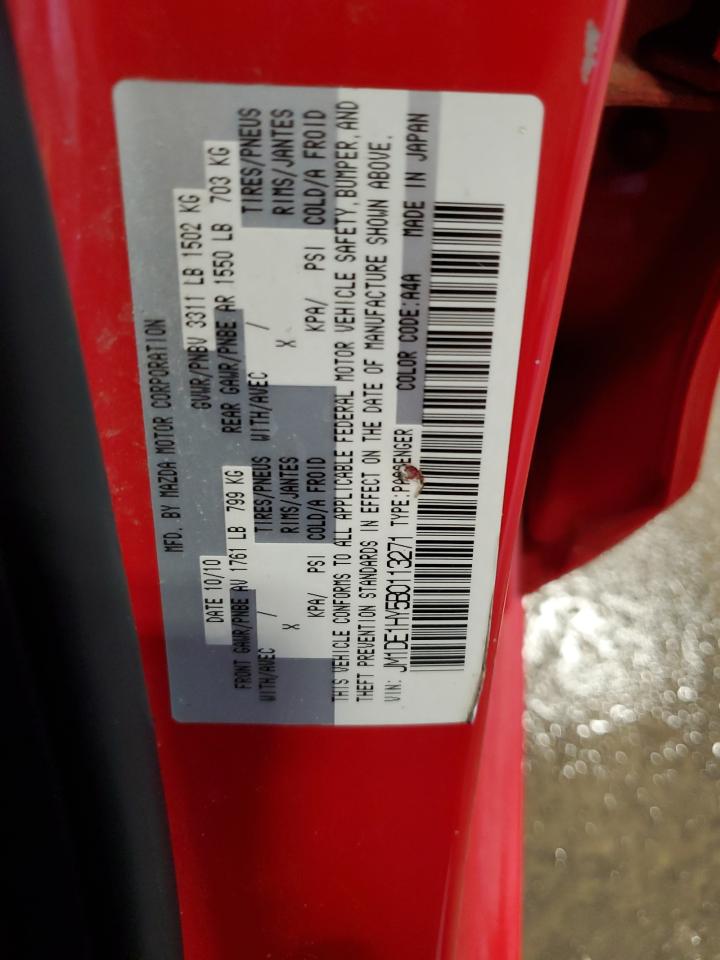 MFD. BY MAZDA MOTOR CORPORATION
DATE 10/10 GVWR/PNBV 3311 LB 1502 KG
FRONT GAWR/PNBE AV 1761 LB 799 KG REAR GAWR/PNBE AR 1550 LB 703 KG
WITH/AVEC / TIRES/PNEUS WITH/AVEC / TIRES/PNEUS
X RIMS/JANTES X RIMS/JANTES
KPA/ PSI COLD/A FROID KPA/ PSI COLD/A FROID
THIS VEHICLE CONFORMS TO ALL APPLICABLE FEDERAL MOTOR VEHICLE SAFETY, BUMPER, AND
THEFT PREVENTION STANDARDS IN EFFECT ON THE DATE OF MANUFACTURE SHOWN ABOVE.
VIN: JM1DE1HY5B0113271 TYPE:PASSENGER COLOR CODE:A4A MADE IN JAPAN